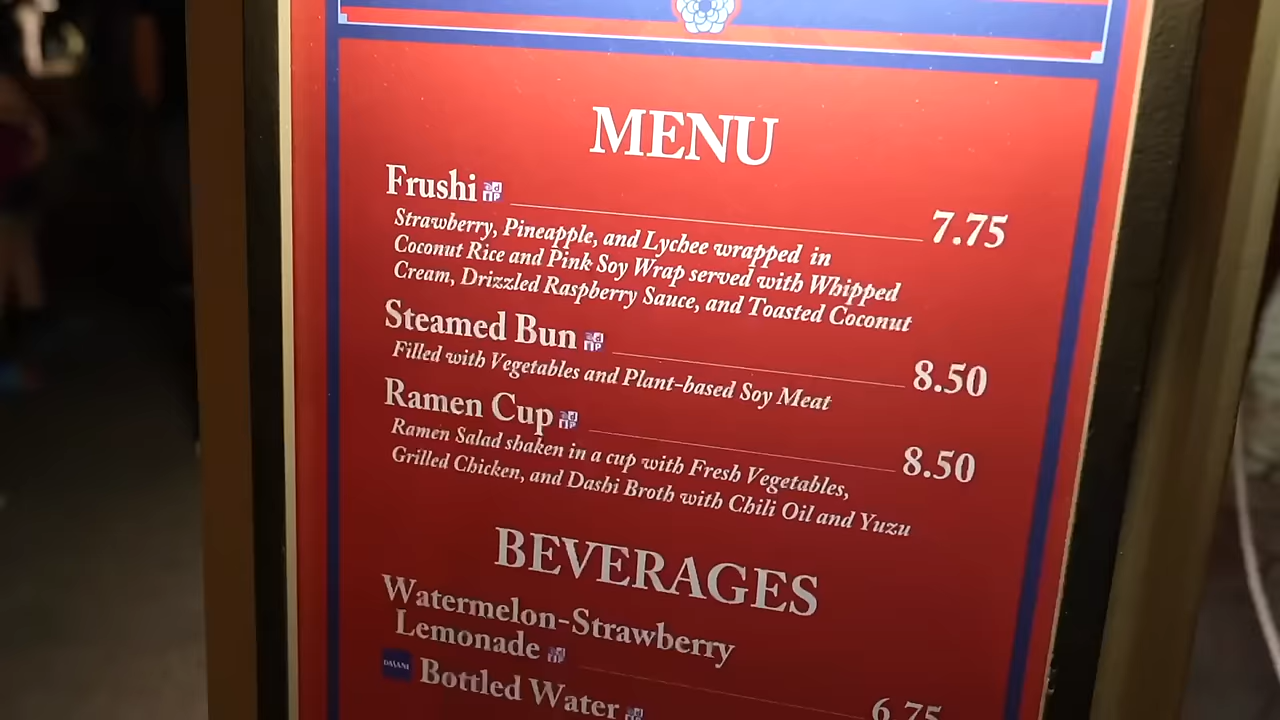 MENU
Frushi 7.75
Strawberry, Pineapple, and Lychee wrapped in
Coconut Rice and Pink Soy Wrap served with Whipped
Cream, Drizzled Raspberry Sauce, and Toasted Coconut
Steamed Bun 8.50
Filled with Vegetables and Plant-based Soy Meat
Ramen Cup 8.50
Ramen Salad shaken in a cup with Fresh Vegetables,
Grilled Chicken, and Dashi Broth with Chili Oil and Yuzu
BEVERAGES
Watermelon-Strawberry
Lemonade 6.75
DASANI Bottled Water